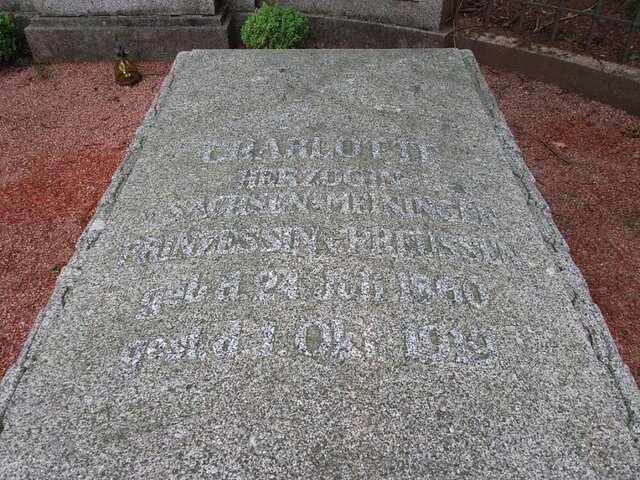 CHARLOTTE
HERZOGIN
v. SACHSEN-MEININGEN
PRINZESSIN v. PREUSSEN
geb. d. 24. Juli 1860
gest. d. 1. Okt. 1919